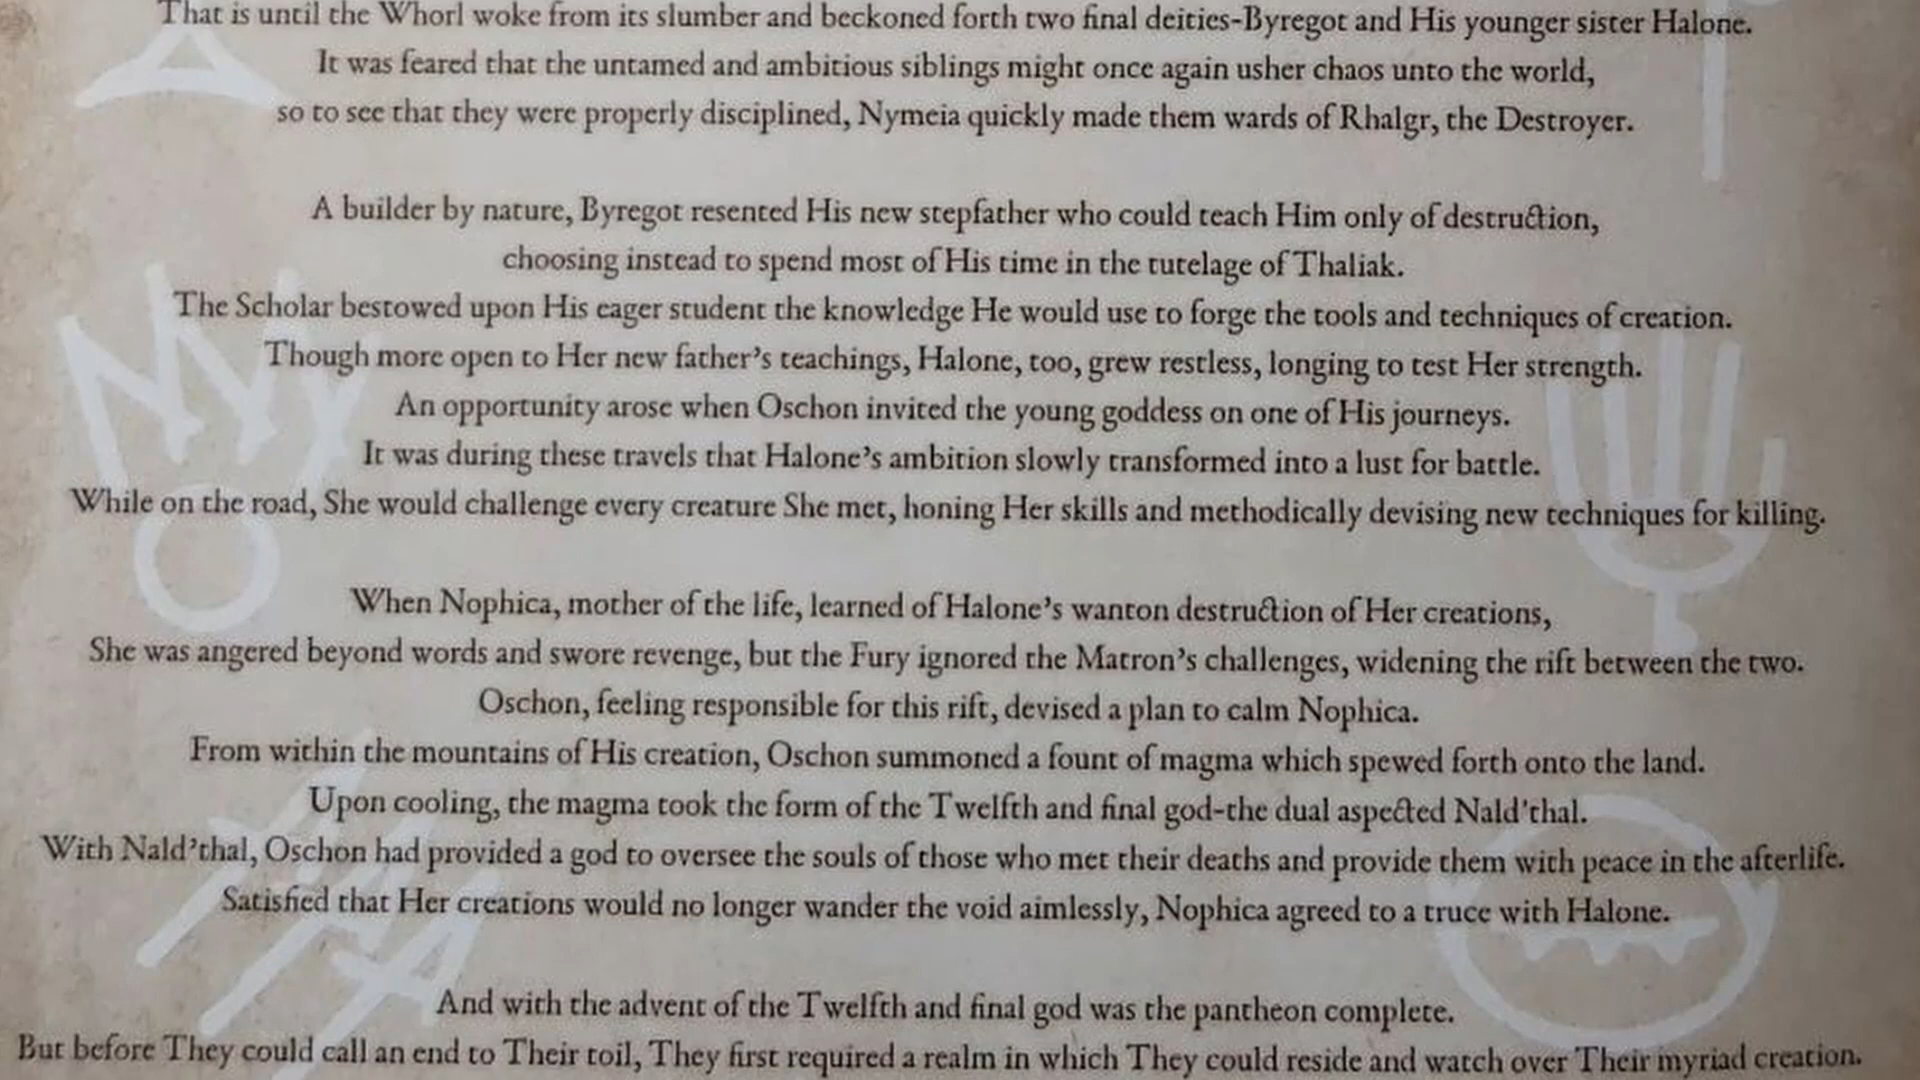 That is until the Whorl woke from its slumber and beckoned forth two final deities-Byregot and His younger sister Halone.
It was feared that the untamed and ambitious siblings might once again usher chaos unto the world,
so to see that they were properly disciplined, Nymeia quickly made them wards of Rhalgr, the Destroyer.
A builder by nature, Byregot resented His new stepfather who could teach Him only of destruction,
choosing instead to spend most of His time in the tutelage of Thaliak.
The Scholar bestowed upon His eager student the knowledge He would use to forge the tools and techniques of creation.
Though more open to Her new father's teachings, Halone, too, grew restless, longing to test Her strength.
An opportunity arose when Oschon invited the young goddess on one of His journeys.
It was during these travels that Halone's ambition slowly transformed into a lust for battle.
While on the road, She would challenge every creature She met, honing Her skills and methodically devising new techniques for killing.
When Nophica, mother of the life, learned of Halone's wanton destruction of Her creations,
She was angered beyond words and swore revenge, but the Fury ignored the Matron's challenges, widening the rift between the two.
Oschon, feeling responsible for this rift, devised a plan to calm Nophica.
From within the mountains of His creation, Oschon summoned a fount of magma which spewed forth onto the land.
Upon cooling, the magma took the form of the Twelfth and final god-the dual aspected Nald'thal.
With Nald'thal, Oschon had provided a god to oversee the souls of those who met their deaths and provide them with peace in the afterlife.
Satisfied that Her creations would no longer wander the void aimlessly, Nophica agreed to a truce with Halone.
And with the advent of the Twelfth and final god was the pantheon complete.
But before They could call an end to Their toil, They first required a realm in which They could reside and watch over Their myriad creation.